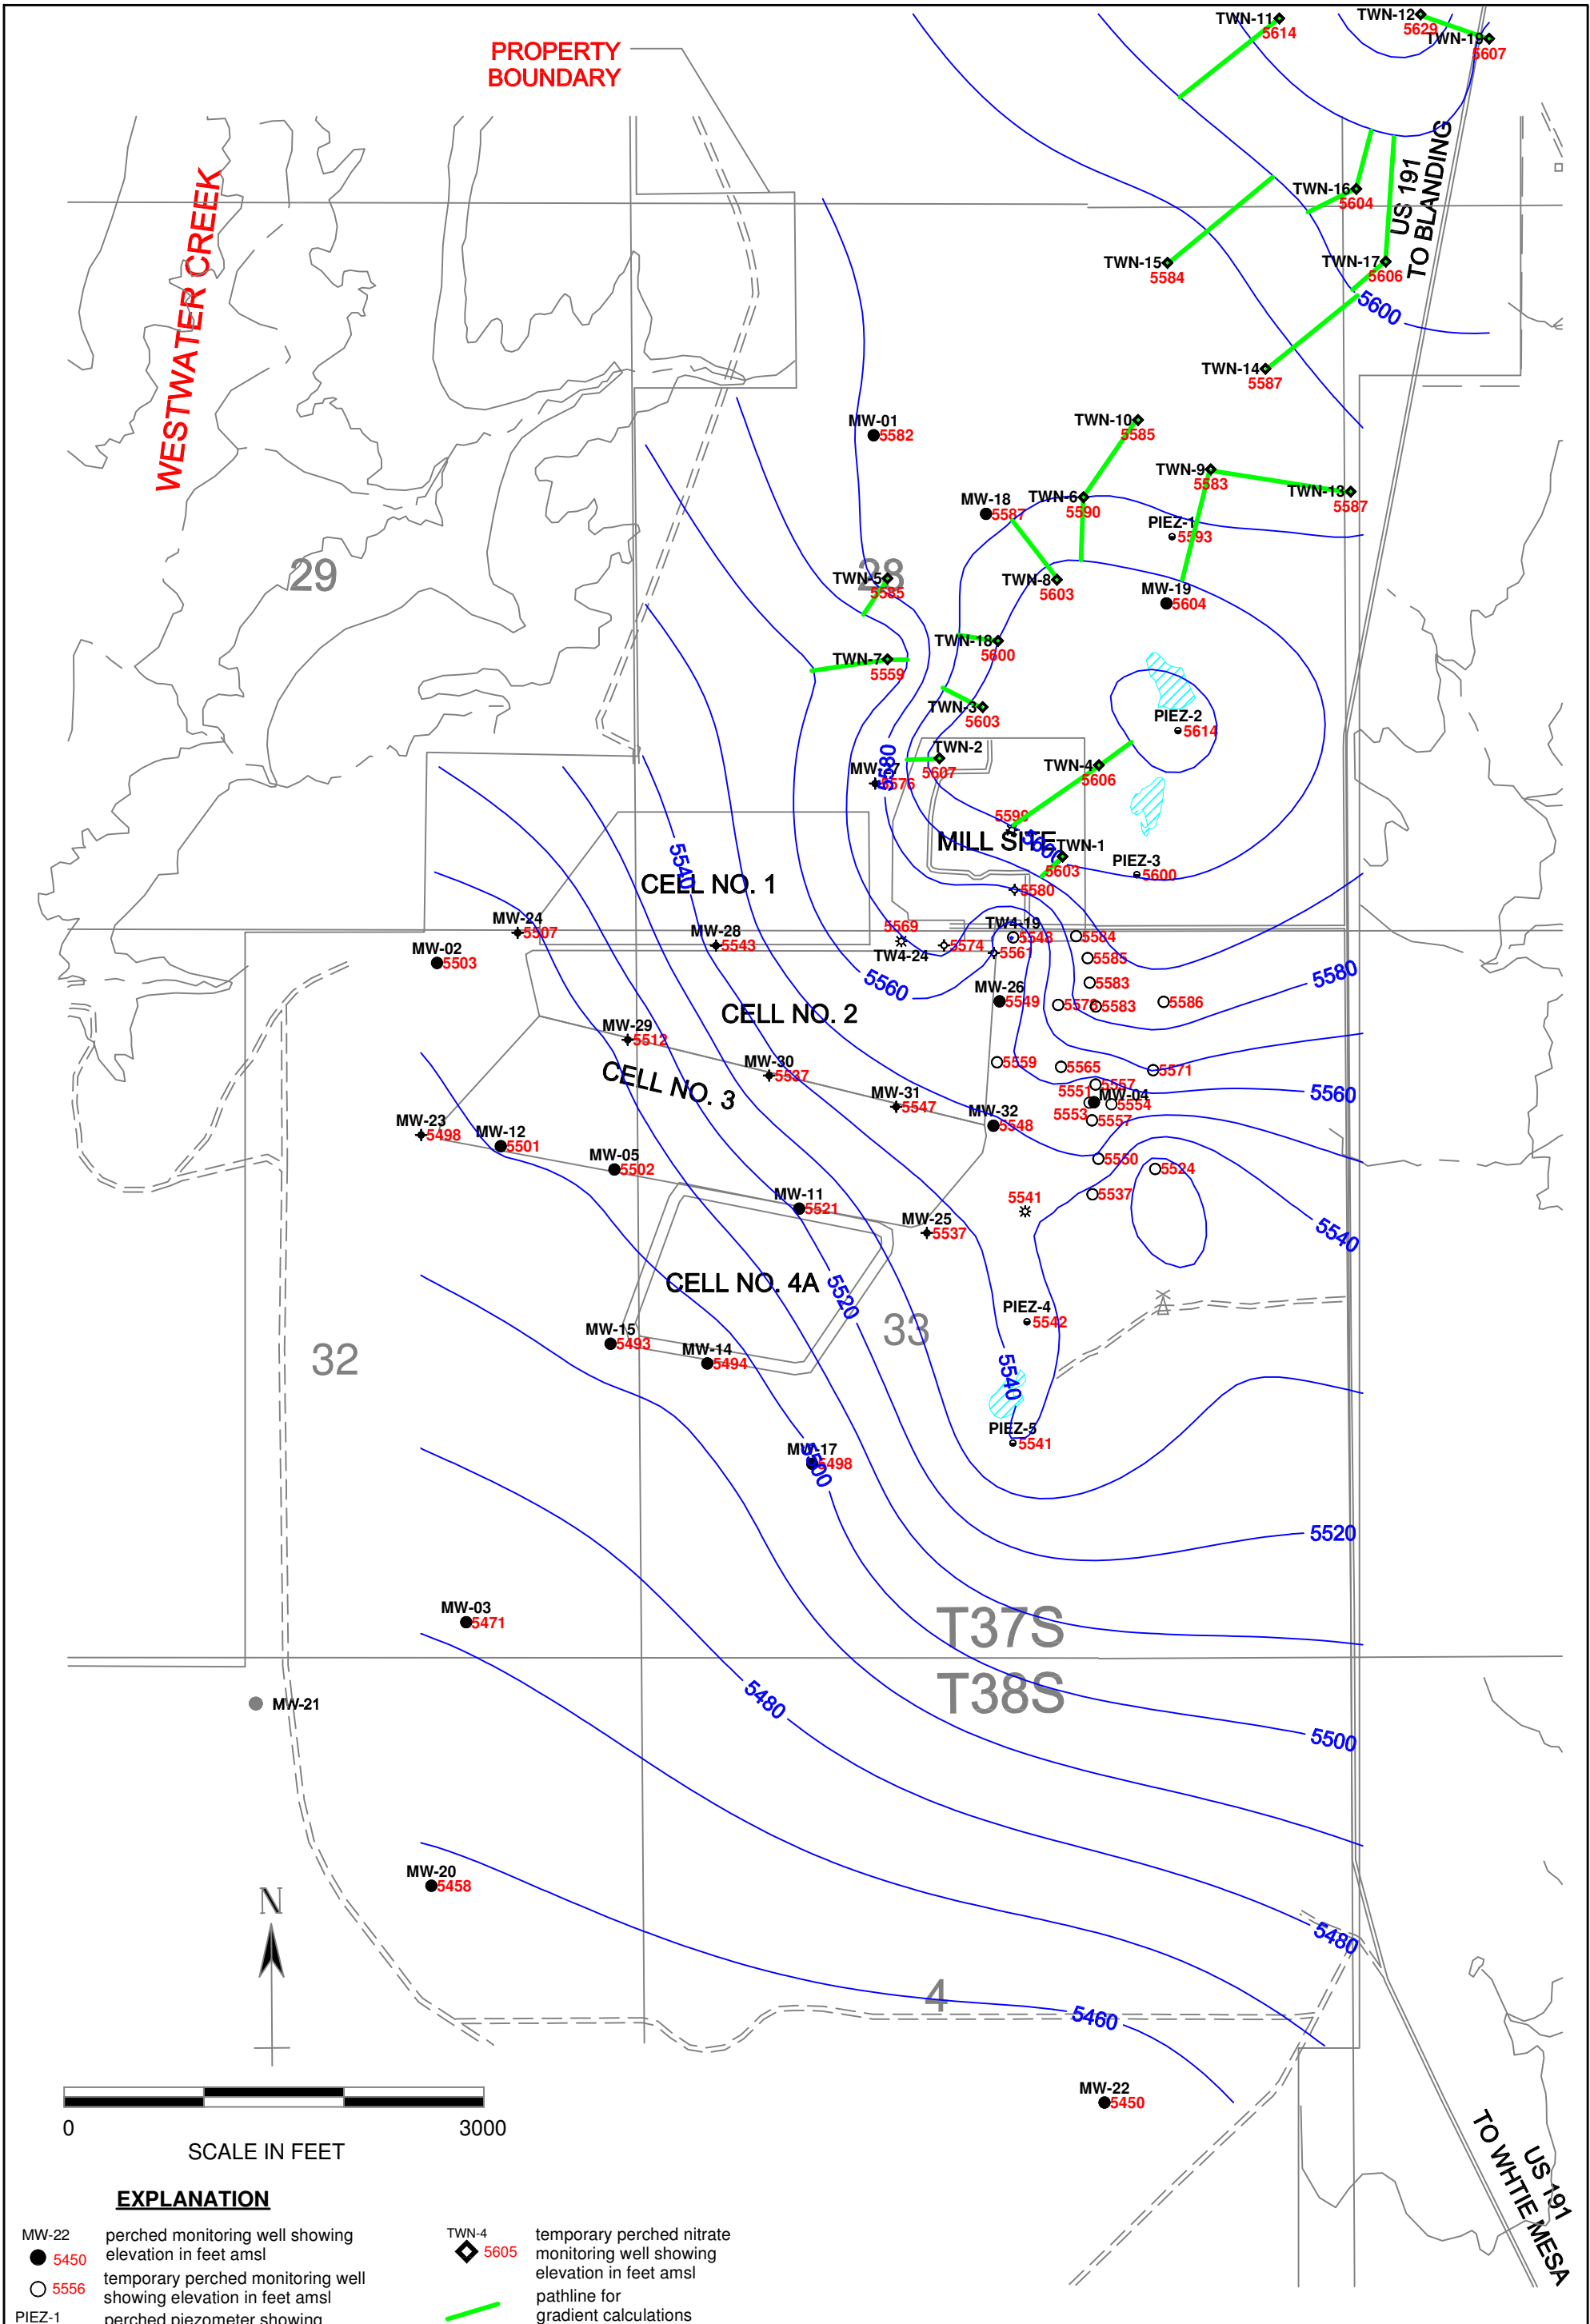 PROPERTY
BOUNDARY
TWN-11
5614
TWN-12
5629
TWN-19
5607
WESTWATER CREEK
US 191
TO BLANDING
TWN-16
5604
TWN-15
5584
TWN-17
5606
5600
TWN-14
5587
MW-01
5582
TWN-10
5585
TWN-9
5583
TWN-13
5587
MW-18
5587
TWN-6
5590
PIEZ-1
5593
29
28
TWN-5
5585
TWN-8
5603
MW-19
5604
TWN-18
5600
TWN-7
5559
TWN-3
5603
PIEZ-2
5614
TWN-2
5607
TWN-4
5606
5580
5576
5599
MILL SITE
5600
TWN-1
5603
PIEZ-3
5600
5540
CELL NO. 1
5580
MW-24
5507
MW-02
5503
MW-28
5543
5569
TW4-24
5574
TW4-19
5548
5561
5584
5585
5583
5583
5586
5580
5560
MW-26
5549
CELL NO. 2
MW-29
5512
MW-30
5537
CELL NO. 3
5559
5565
5571
5557
5551
MW-04
5554
5553
5557
5560
MW-31
5547
MW-32
5548
MW-23
5498
MW-12
5501
MW-05
5502
5550
5524
5537
5541
MW-11
5521
MW-25
5537
5540
CELL NO. 4A
5520
33
PIEZ-4
5542
32
MW-15
5493
MW-14
5494
5540
PIEZ-5
5541
MW-17
5498
5500
5520
MW-03
5471
T37S
T38S
MW-21
5480
5500
MW-20
5458
N
5480
4
5460
MW-22
5450
0
3000
SCALE IN FEET
US 191
TO WHTIE MESA
EXPLANATION
MW-22
5450
perched monitoring well showing
elevation in feet amsl
5556
temporary perched monitoring well
showing elevation in feet amsl
PIEZ-1
perched piezometer showing
TWN-4
5605
temporary perched nitrate
monitoring well showing
elevation in feet amsl
pathline for
gradient calculations